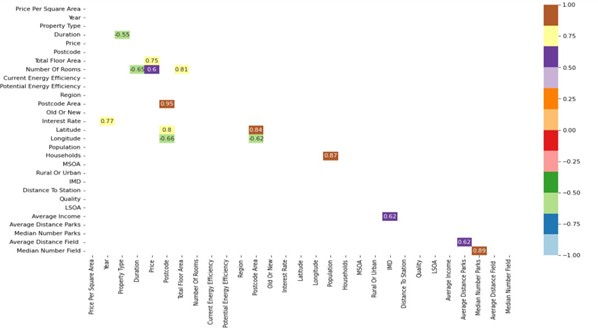 Price Per Square Area
Year
Property Type
Duration -0.55
Price
Postcode
Total Floor Area 0.75
Number Of Rooms -0.65 0.6 0.81
Current Energy Efficiency
Potential Energy Efficiency
Region
Postcode Area 0.95
Old Or New
Interest Rate 0.77
Latitude 0.8 0.84
Longitude -0.66 -0.62
Population
Households 0.87
MSOA
Rural Or Urban
IMD
Distance To Station
Quality
LSOA
Average Income 0.62
Average Distance Parks
Median Number Parks
Average Distance Field 0.62
Median Number Field 0.89
Price Per Square Area
Year
Property Type
Duration
Price
Postcode
Total Floor Area
Number Of Rooms
Current Energy Efficiency
Potential Energy Efficiency
Region
Postcode Area
Old Or New
Interest Rate
Latitude
Longitude
Population
Households
MSOA
Rural Or Urban
IMD
Distance To Station
Quality
LSOA
Average Income
Average Distance Parks
Median Number Parks
Average Distance Field
Median Number Field
1.00
0.75
0.50
0.25
0.00
−0.25
−0.50
−0.75
−1.00